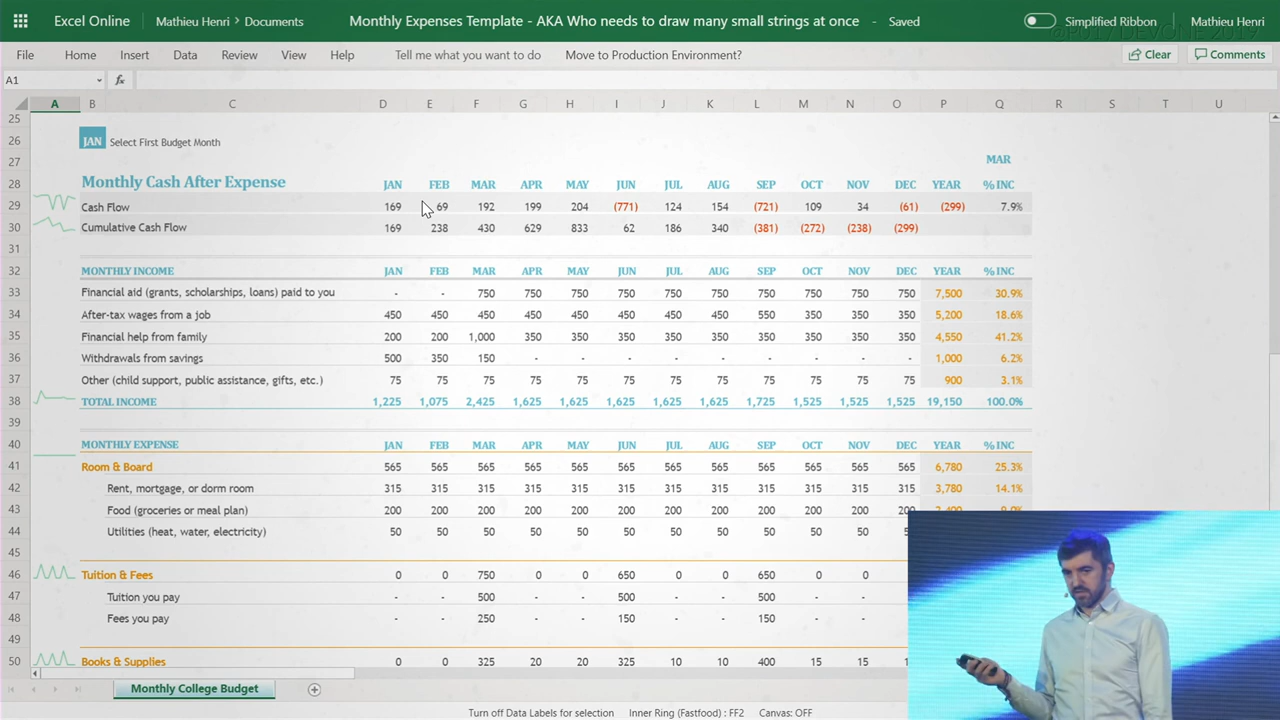 Excel Online Mathieu Henri > Documents Monthly Expenses Template - AKA Who needs to draw many small strings at once - Saved Simplified Ribbon Mathieu Henri
File Home Insert Data Review View Help Tell me what you want to do Move to Production Environment? Clear Comments
A1 fx
A B C D E F G H I J K L M N O P Q R S T U
25
26 JAN Select First Budget Month
27 MAR
28 Monthly Cash After Expense JAN FEB MAR APR MAY JUN JUL AUG SEP OCT NOV DEC YEAR % INC
29 Cash Flow 169 69 192 199 204 (771) 124 154 (721) 109 34 (61) (299) 7.9%
30 Cumulative Cash Flow 169 238 430 629 833 62 186 340 (381) (272) (238) (299)
31
32 MONTHLY INCOME JAN FEB MAR APR MAY JUN JUL AUG SEP OCT NOV DEC YEAR % INC
33 Financial aid (grants, scholarships, loans) paid to you - - 750 750 750 750 750 750 750 750 750 750 7,500 30.9%
34 After-tax wages from a job 450 450 450 450 450 450 450 450 550 350 350 350 5,200 18.6%
35 Financial help from family 200 200 1,000 350 350 350 350 350 350 350 350 350 4,550 41.2%
36 Withdrawals from savings 500 350 150 - - - - - - - - - 1,000 6.2%
37 Other (child support, public assistance, gifts, etc.) 75 75 75 75 75 75 75 75 75 75 75 75 900 3.1%
38 TOTAL INCOME 1,225 1,075 2,425 1,625 1,625 1,625 1,625 1,625 1,725 1,525 1,525 1,525 19,150 100.0%
39
40 MONTHLY EXPENSE JAN FEB MAR APR MAY JUN JUL AUG SEP OCT NOV DEC YEAR % INC
41 Room & Board 565 565 565 565 565 565 565 565 565 565 565 565 6,780 25.3%
42 Rent, mortgage, or dorm room 315 315 315 315 315 315 315 315 315 315 315 315 3,780 14.1%
43 Food (groceries or meal plan) 200 200 200 200 200 200 200 200 200 200 200 200
44 Utilities (heat, water, electricity) 50 50 50 50 50 50 50 50 50 50 50
45
46 Tuition & Fees 0 0 750 0 0 650 0 0 650 0 0
47 Tuition you pay - - 500 - - 500 - - 500 - -
48 Fees you pay - - 250 - - 150 - - 150 - -
49
50 Books & Supplies 0 0 325 20 20 325 10 10 400 15 15
Monthly College Budget
Turn off Data Labels for Selection Inner Ring (Fastfood) : FF2 Canvas: OFF